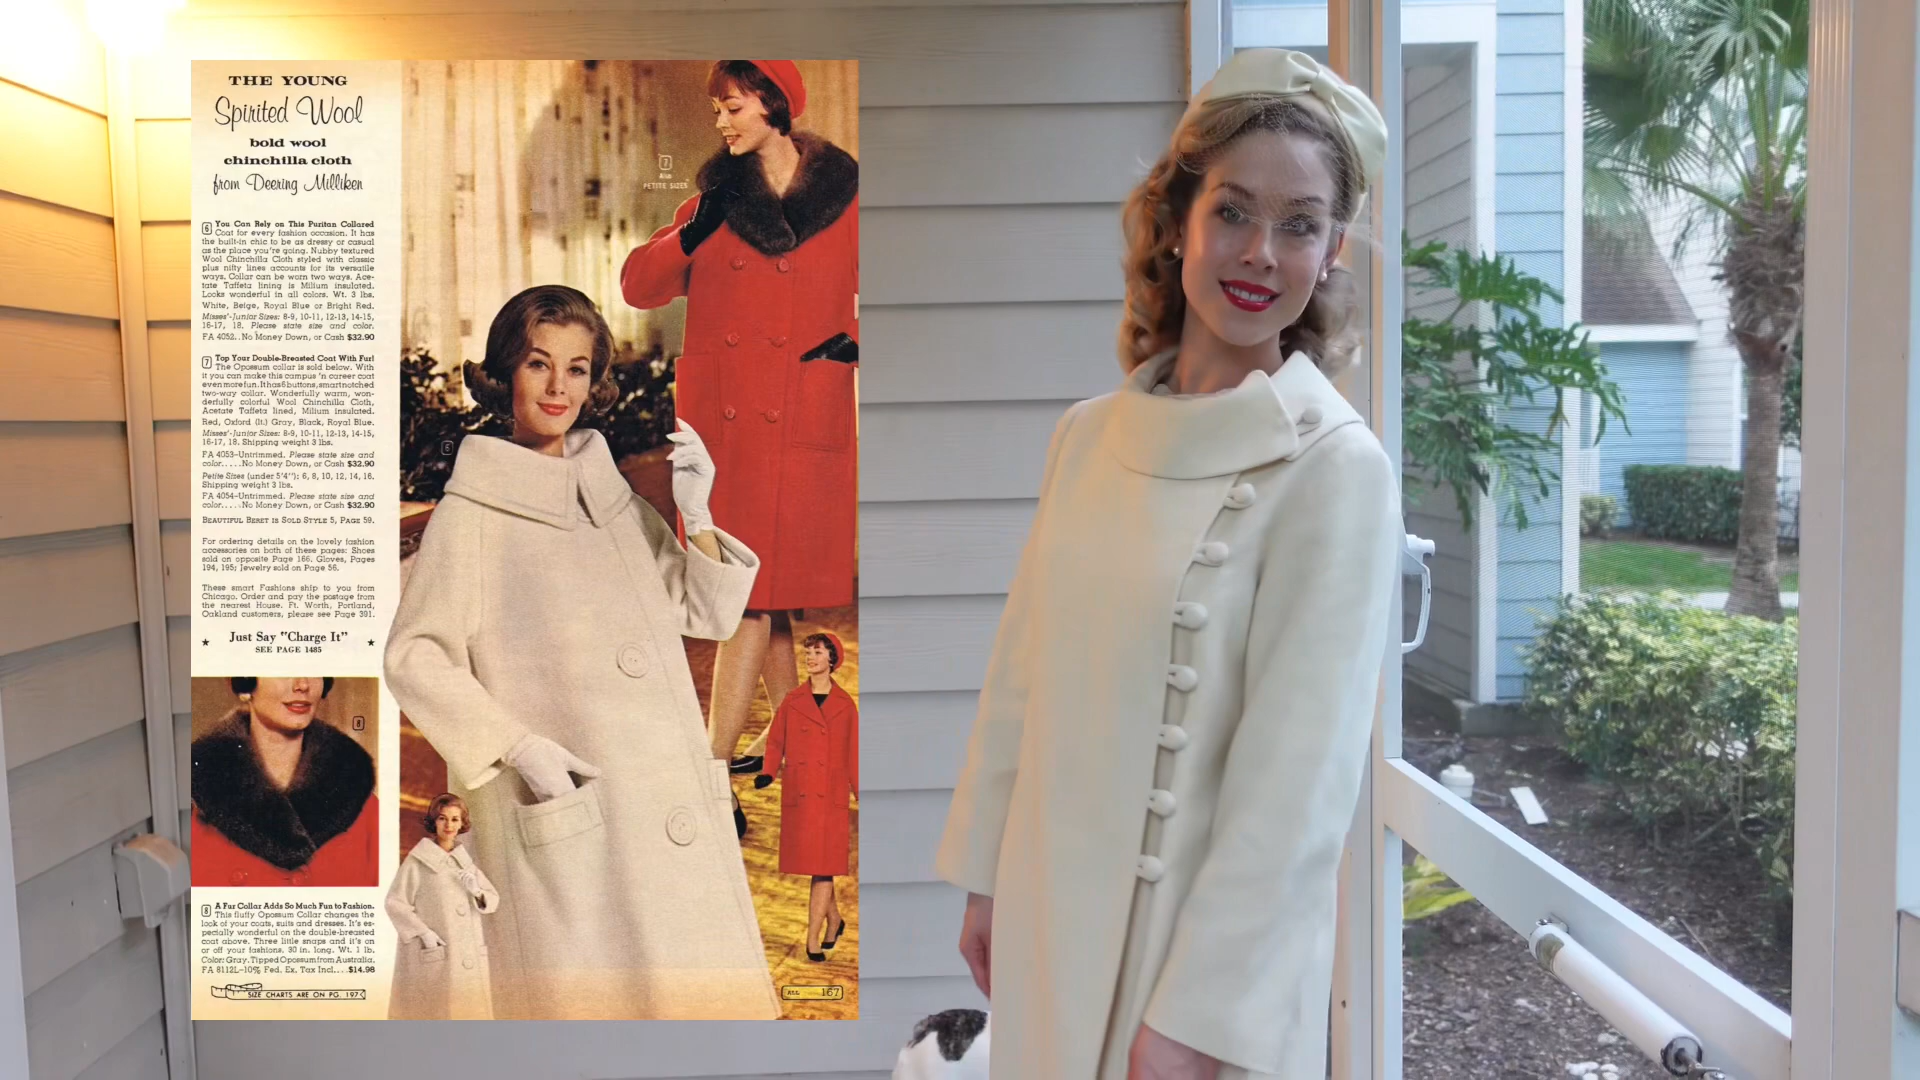 THE YOUNG
Spirited Wool
bold wool
chinchilla cloth
from Deering Milliken
6 You Can Rely on This Puritan Collared
Coat for every fashion occasion. It has
the built-in chic to be as dressy or casual
as the place you're going. Nubby textured
Wool Chinchilla Cloth styled with classic
plus nifty lines accounts for its versatile
ways. Collar can be worn two ways. Ace-
tate Taffeta lining is Milium insulated.
Looks wonderful in all colors. Wt. 3 lbs.
White, Beige, Royal Blue or Bright Red.
Misses'-Junior Sizes: 8-9, 10-11, 12-13, 14-15,
16-17, 18. Please state size and color.
FA 4052..No Money Down, or Cash $32.90
7 Top Your Double-Breasted Coat With Fur!
The Opossum collar is sold below. With
it you can make this campus 'n career coat
even more fun. It has 8 buttons, smart notched
two-way collar. Wonderfully warm, won-
derfully colorful Wool Chinchilla Cloth,
Acetate Taffeta lined, Milium insulated.
Red, Oxford (lt.) Gray, Black, Royal Blue.
Misses'-Junior Sizes: 8-9, 10-11, 12-13, 14-15,
16-17, 18. Shipping weight 3 lbs.
FA 4053-Untrimmed. Please state size and
color.....No Money Down, or Cash $32.90
Petite Sizes (under 5'4"): 6, 8, 10, 12, 14, 16.
Shipping weight 3 lbs.
FA 4054-Untrimmed. Please state size and
color.....No Money Down, or Cash $32.90
BEAUTIFUL BERET IS SOLD STYLE 5, PAGE 59.
For ordering details on the lovely fashion
accessories on both of these pages: Shoes
sold on opposite Page 166. Gloves, Pages
194, 195; Jewelry sold on Page 56.
These smart Fashions ship to you from
Chicago. Order and pay the postage from
the nearest House. Ft. Worth, Portland,
Oakland customers, please see Page 391.
★ Just Say "Charge It" ★
SEE PAGE 1485
7
Also
PETITE SIZES
6
8
8 A Fur Collar Adds So Much Fun to Fashion.
This fluffy Opossum Collar changes the
look of your coats, suits and dresses. It's es-
pecially wonderful on the double-breasted
coat above. Three little snaps and it's on
or off your fashions. 30 in. long. Wt. 1 lb.
Color: Gray. Tipped Opossum from Australia.
FA 8112L-10% Fed. Ex. Tax Incl....$14.98
SIZE CHARTS ARE ON PG. 197
ALL 167